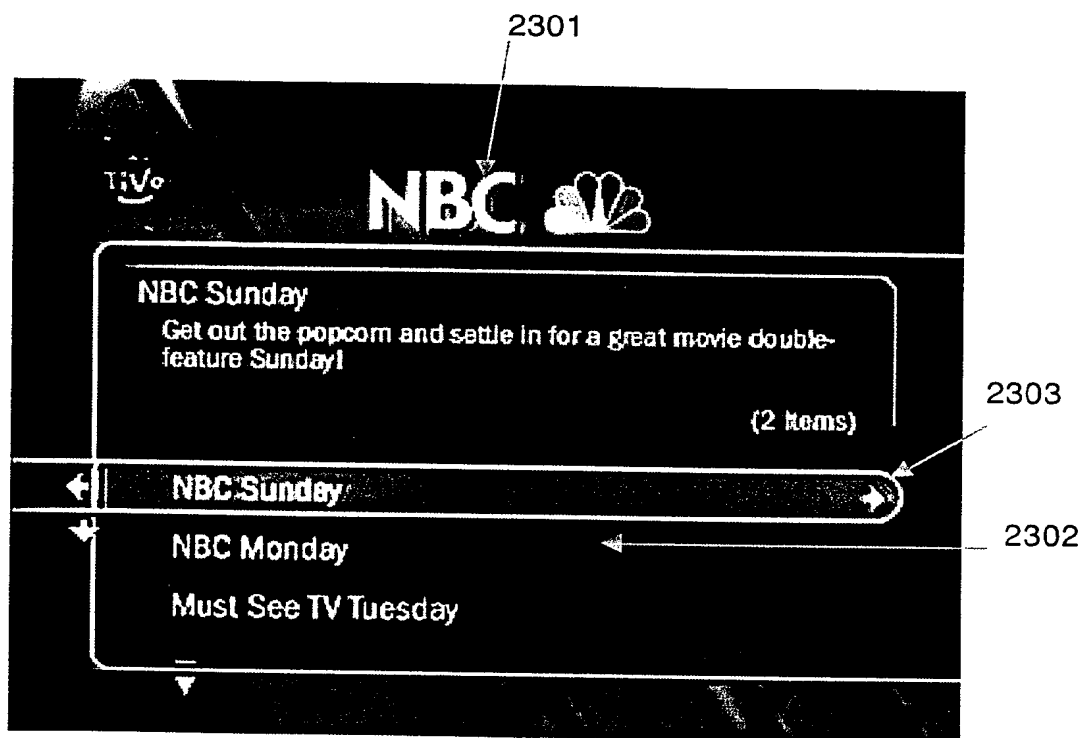 2301
TiVo
NBC
NBC Sunday
Get out the popcorn and settle in for a great movie double-
feature Sunday!
2303
(2 items)
NBC Sunday
2302
NBC Monday
Must See TV Tuesday